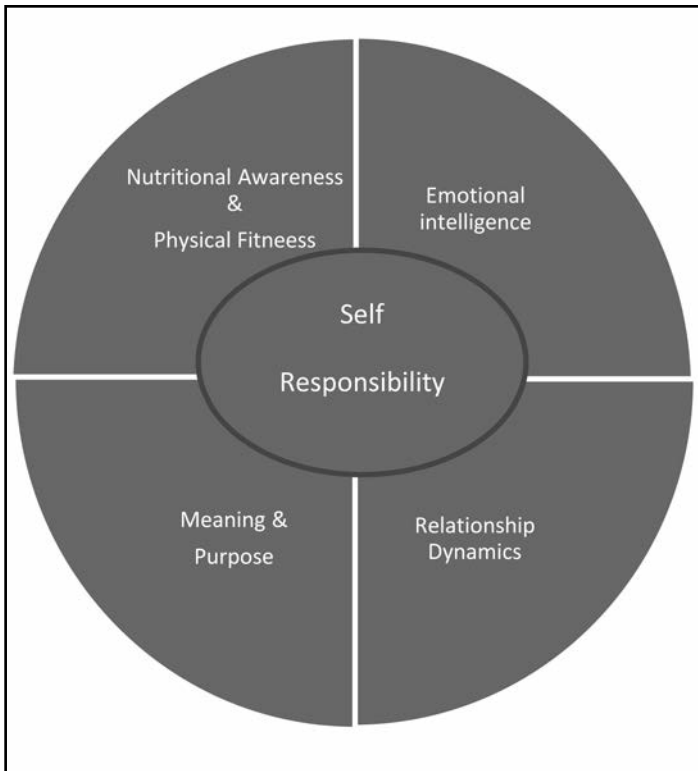 Nutritional Awareness
&
Physical Fitneess
Emotional
intelligence
Self
Responsibility
Meaning &
Purpose
Relationship
Dynamics